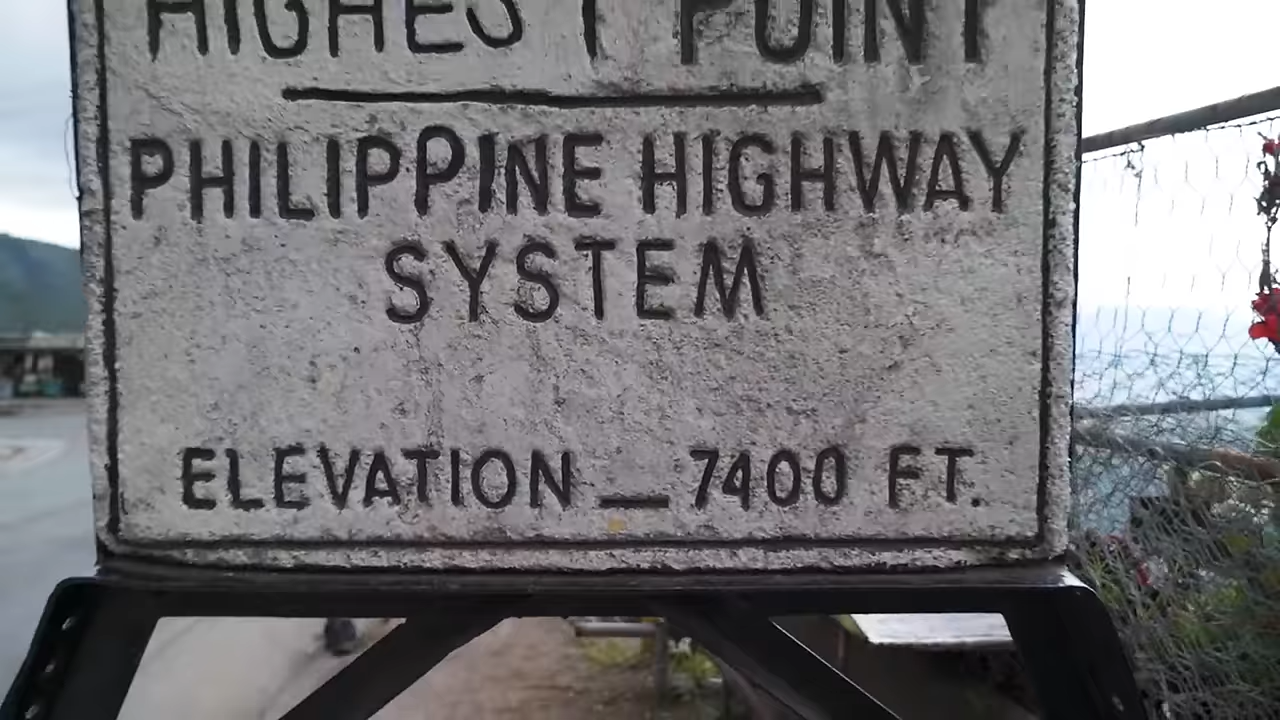 HIGHEST POINT
PHILIPPINE HIGHWAY
SYSTEM
ELEVATION _ 7400 FT.